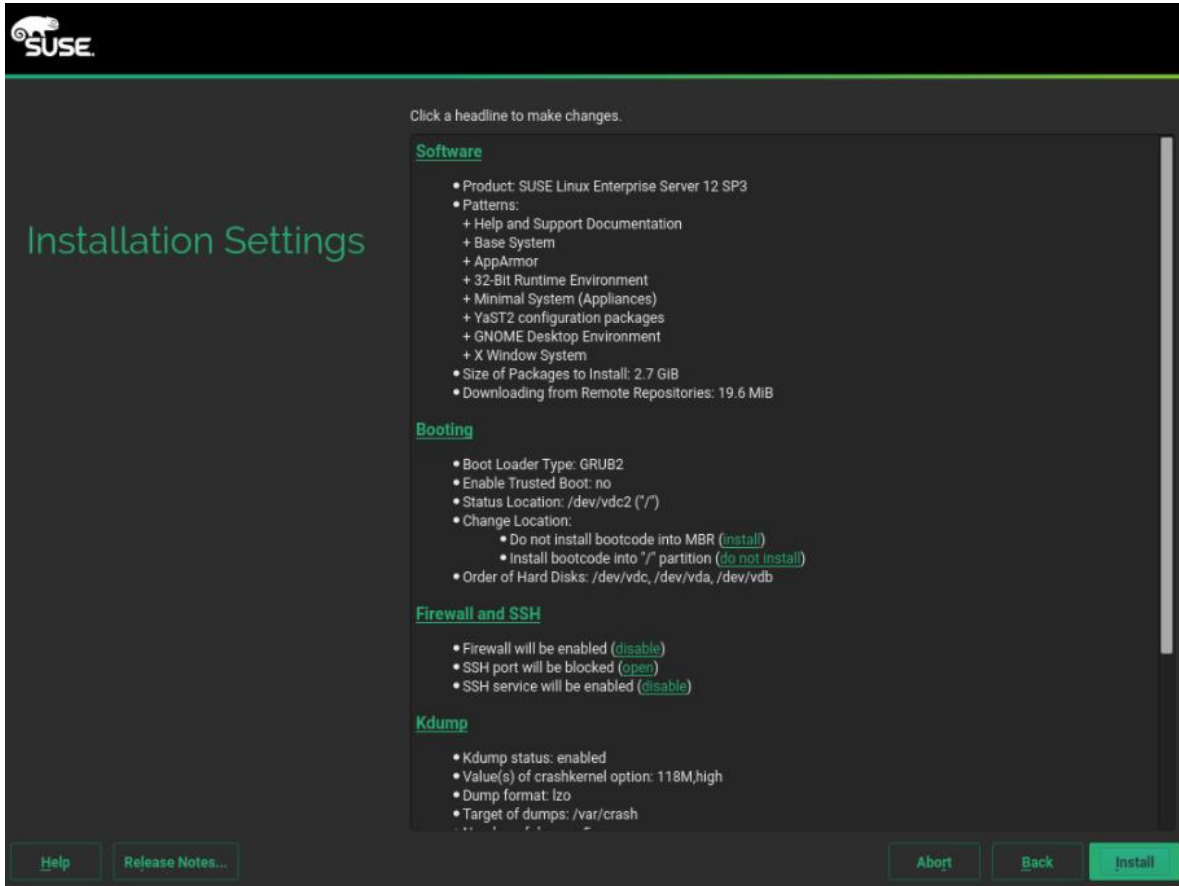 SUSE.
Click a headline to make changes.
Installation Settings
Software
• Product: SUSE Linux Enterprise Server 12 SP3
• Patterns:
+ Help and Support Documentation
+ Base System
+ AppArmor
+ 32-Bit Runtime Environment
+ Minimal System (Appliances)
+ YaST2 configuration packages
+ GNOME Desktop Environment
+ X Window System
• Size of Packages to Install: 2.7 GiB
• Downloading from Remote Repositories: 19.6 MiB
Booting
• Boot Loader Type: GRUB2
• Enable Trusted Boot: no
• Status Location: /dev/vdc2 ("/")
• Change Location:
• Do not install bootcode into MBR (install)
• Install bootcode into "/" partition (do not install)
• Order of Hard Disks: /dev/vdc, /dev/vda, /dev/vdb
Firewall and SSH
• Firewall will be enabled (disable)
• SSH port will be blocked (open)
• SSH service will be enabled (disable)
Kdump
• Kdump status: enabled
• Value(s) of crashkernel option: 118M,high
• Dump format: lzo
• Target of dumps: /var/crash
Help
Release Notes...
Abort
Back
Install